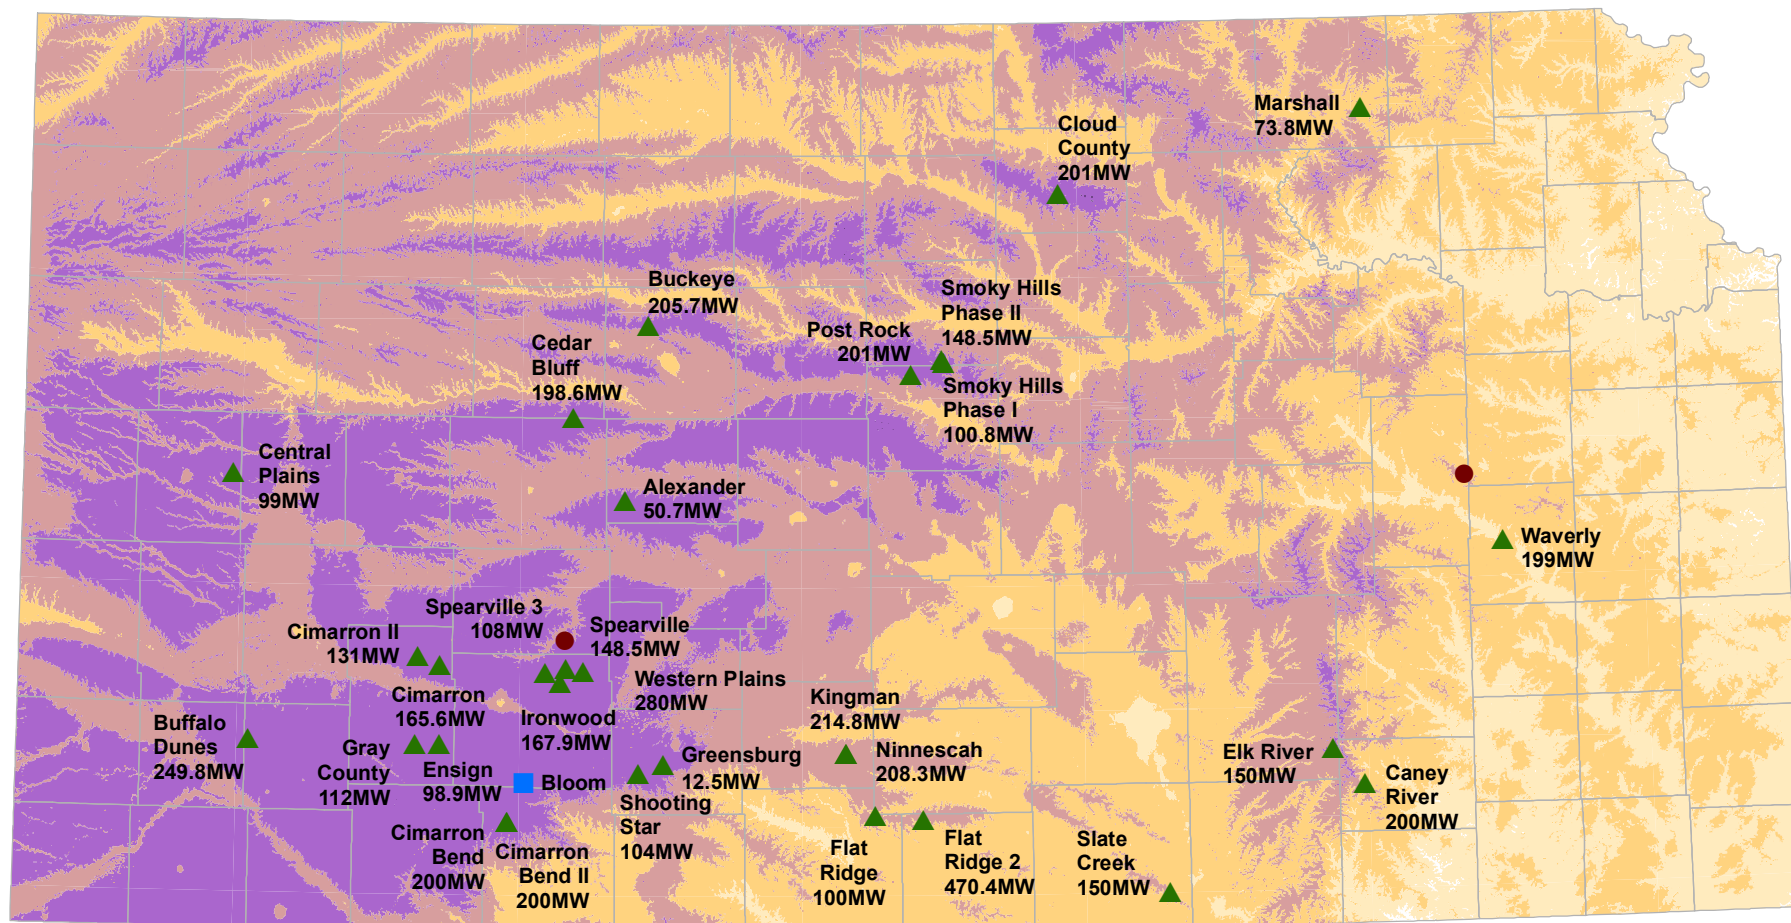 Marshall
73.8MW
Cloud
County
201MW
Buckeye
205.7MW
Smoky Hills
Phase II
148.5MW
Post Rock
201MW
Cedar
Bluff
198.6MW
Smoky Hills
Phase I
100.8MW
Central
Plains
99MW
Alexander
50.7MW
Waverly
199MW
Spearville 3
108MW
Spearville
148.5MW
Cimarron II
131MW
Cimarron
165.6MW
Western Plains
280MW
Ironwood
167.9MW
Kingman
214.8MW
Buffalo
Dunes
249.8MW
Gray
County
112MW
Ensign
98.9MW
Bloom
Greensburg
12.5MW
Ninnescah
208.3MW
Elk River
150MW
Caney
River
200MW
Shooting
Star
104MW
Cimarron
Bend
200MW
Cimarron
Bend II
200MW
Flat
Ridge
100MW
Flat
Ridge 2
470.4MW
Slate
Creek
150MW